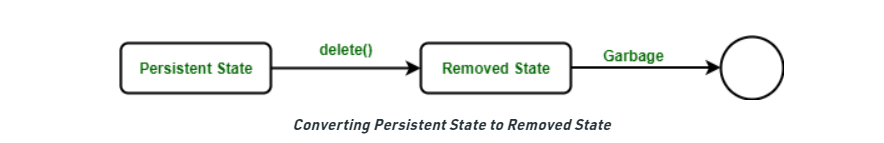 delete()
Persistent State
Removed State
Garbage
Converting Persistent State to Removed State